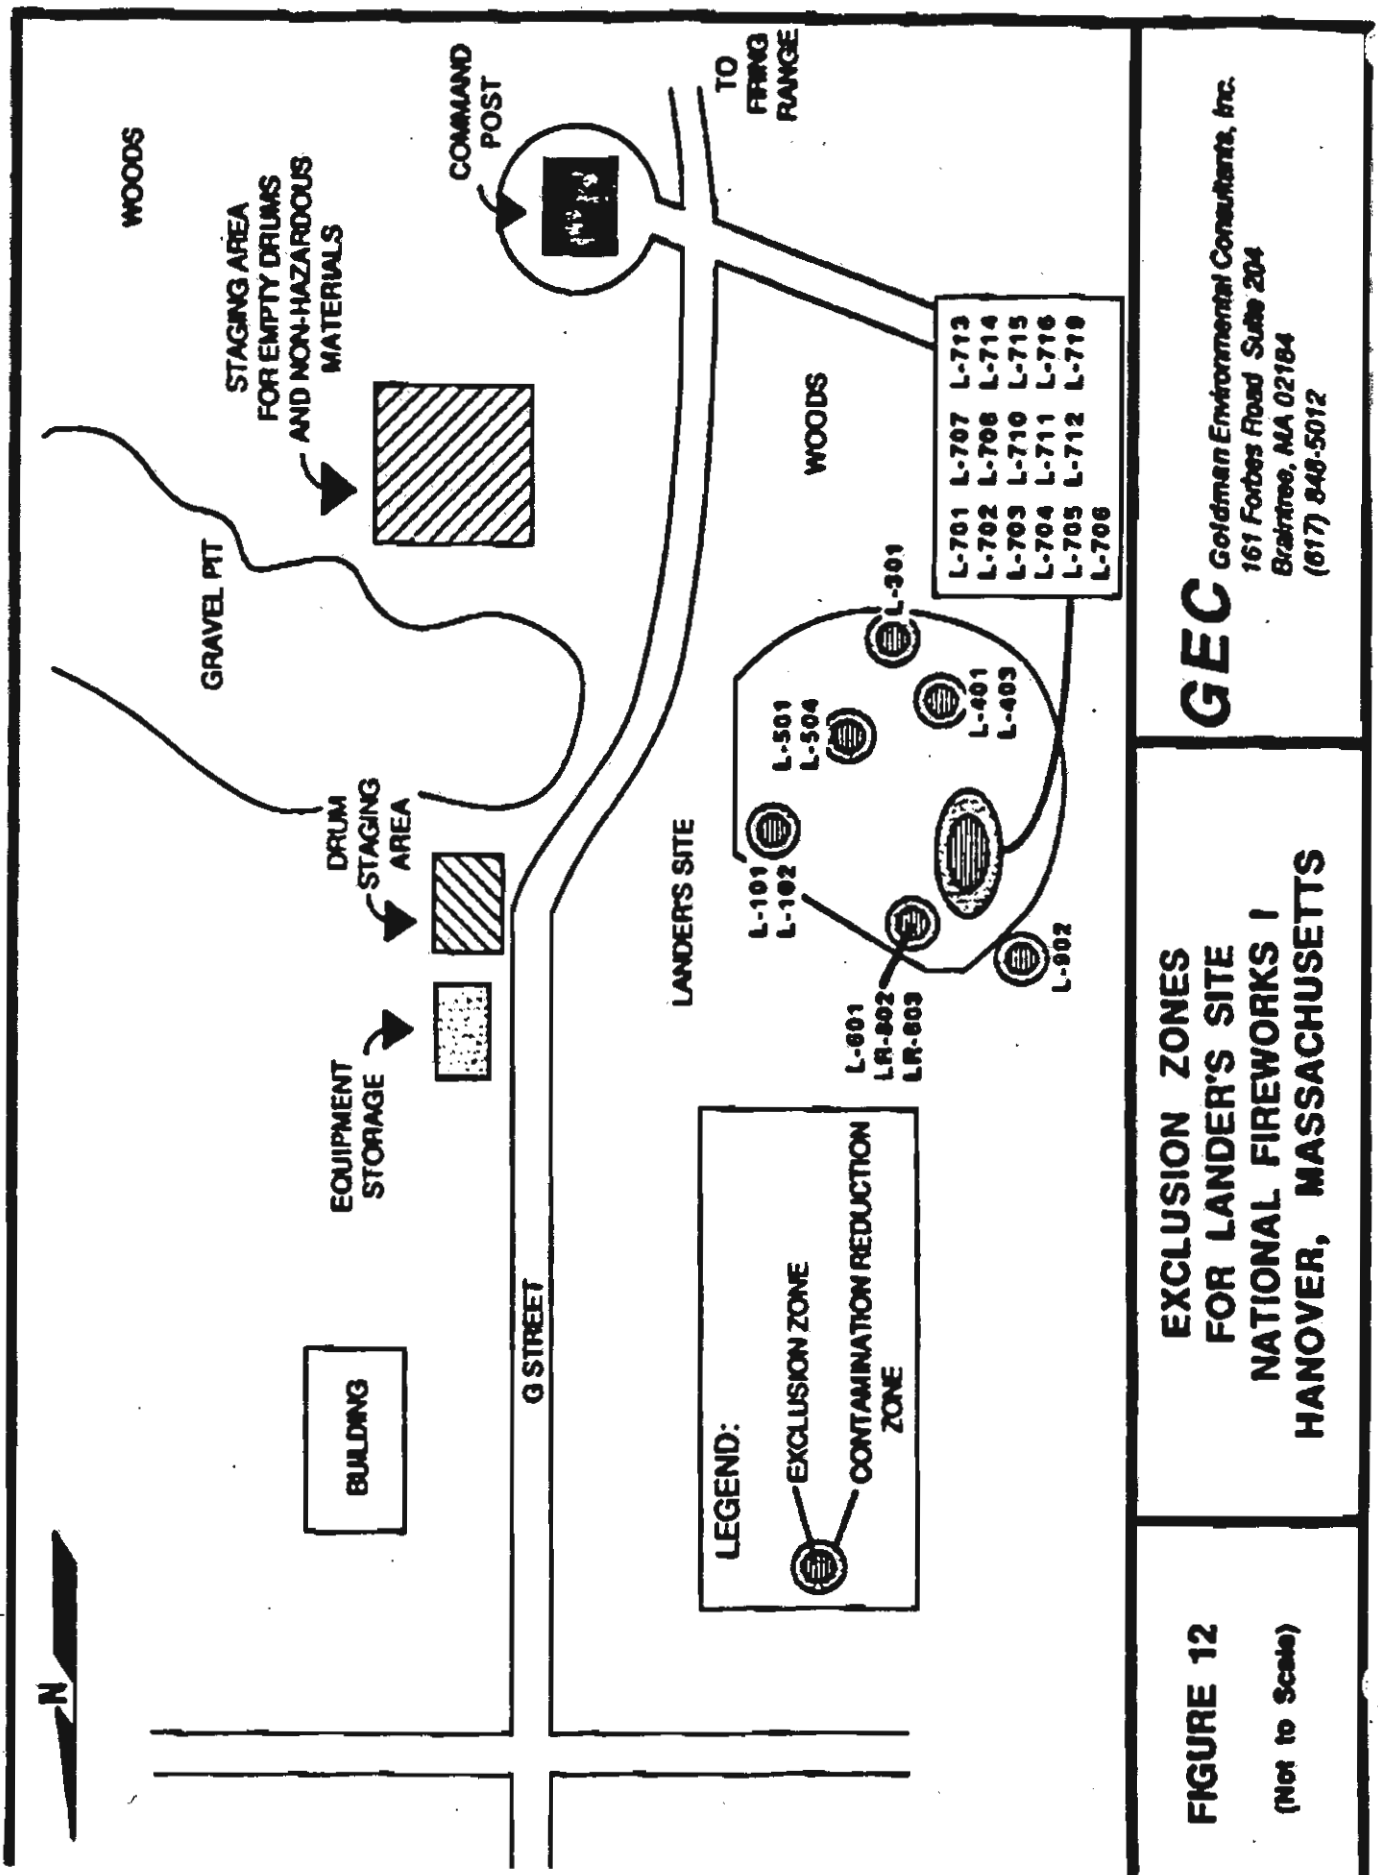 N
WOODS
STAGING AREA
FOR EMPTY DRUMS
AND NON-HAZARDOUS
MATERIALS
COMMAND
POST
TO
FIRING
RANGE
GRAVEL PIT
DRUM
STAGING
AREA
EQUIPMENT
STORAGE
BUILDING
G STREET
WOODS
LANDER'S SITE
L-101
L-102
L-501
L-504
L-301
L-401
L-403
L-601
LR-602
LR-603
L-902
L-701 L-707 L-713
L-702 L-708 L-714
L-703 L-710 L-715
L-704 L-711 L-716
L-705 L-712 L-719
L-706
LEGEND:
EXCLUSION ZONE
CONTAMINATION REDUCTION
ZONE
FIGURE 12
(Not to Scale)
EXCLUSION ZONES
FOR LANDER'S SITE
NATIONAL FIREWORKS I
HANOVER, MASSACHUSETTS
GEC Goldman Environmental Consultants, Inc.
161 Forbes Road Suite 204
Braintree, MA 02184
(617) 848-5012